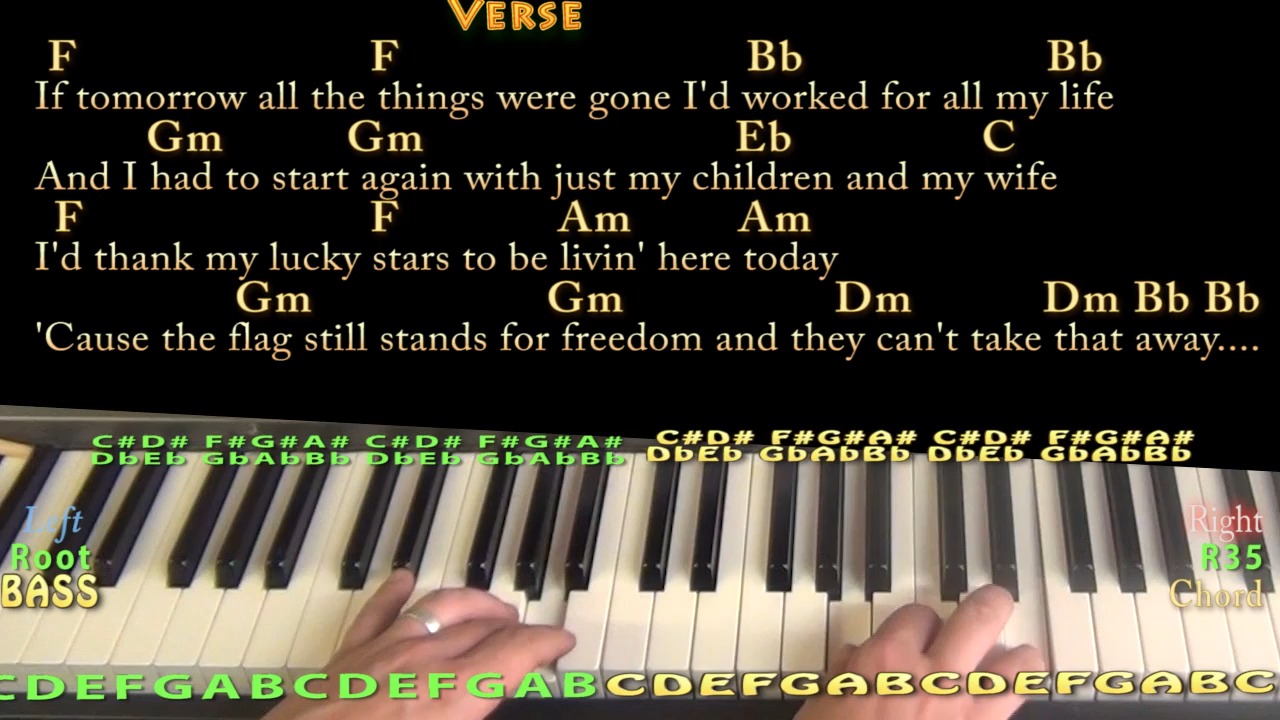 VERSE
F F Bb Bb
If tomorrow all the things were gone I'd worked for all my life
Gm Gm Eb C
And I had to start again with just my children and my wife
F F Am Am
I'd thank my lucky stars to be livin' here today
Gm Gm Dm Dm Bb Bb
'Cause the flag still stands for freedom and they can't take that away....
C#D# F#G#A# C#D# F#G#A# C#D# F#G#A# C#D# F#G#A#
DbEb GbAbBb DbEb GbAbBb DbEb GbAbBb DbEb GbAbBb
Left
Root
BASS
Right
R35
Chord
CDEFGABCDEFGABCDEFGABCDEFGABC